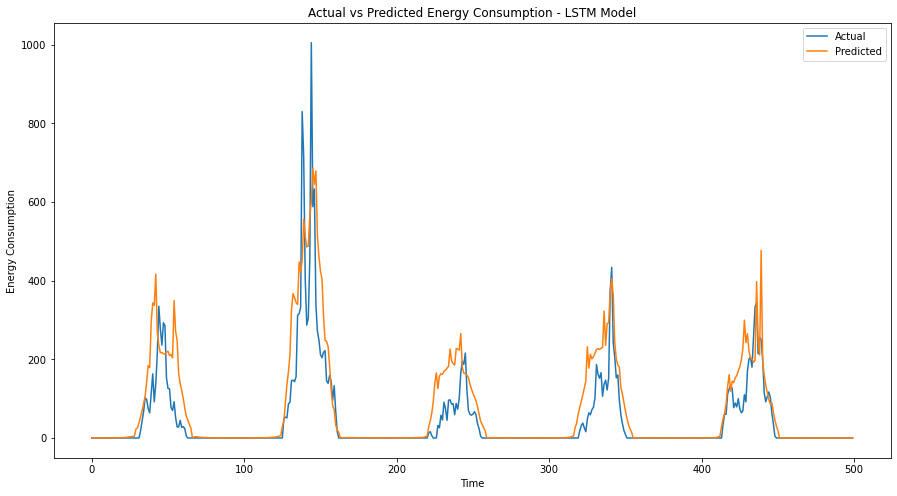 Actual vs Predicted Energy Consumption - LSTM Model
Actual
Predicted
Energy Consumption
1000
800
600
400
200
0
0 100 200 300 400 500
Time